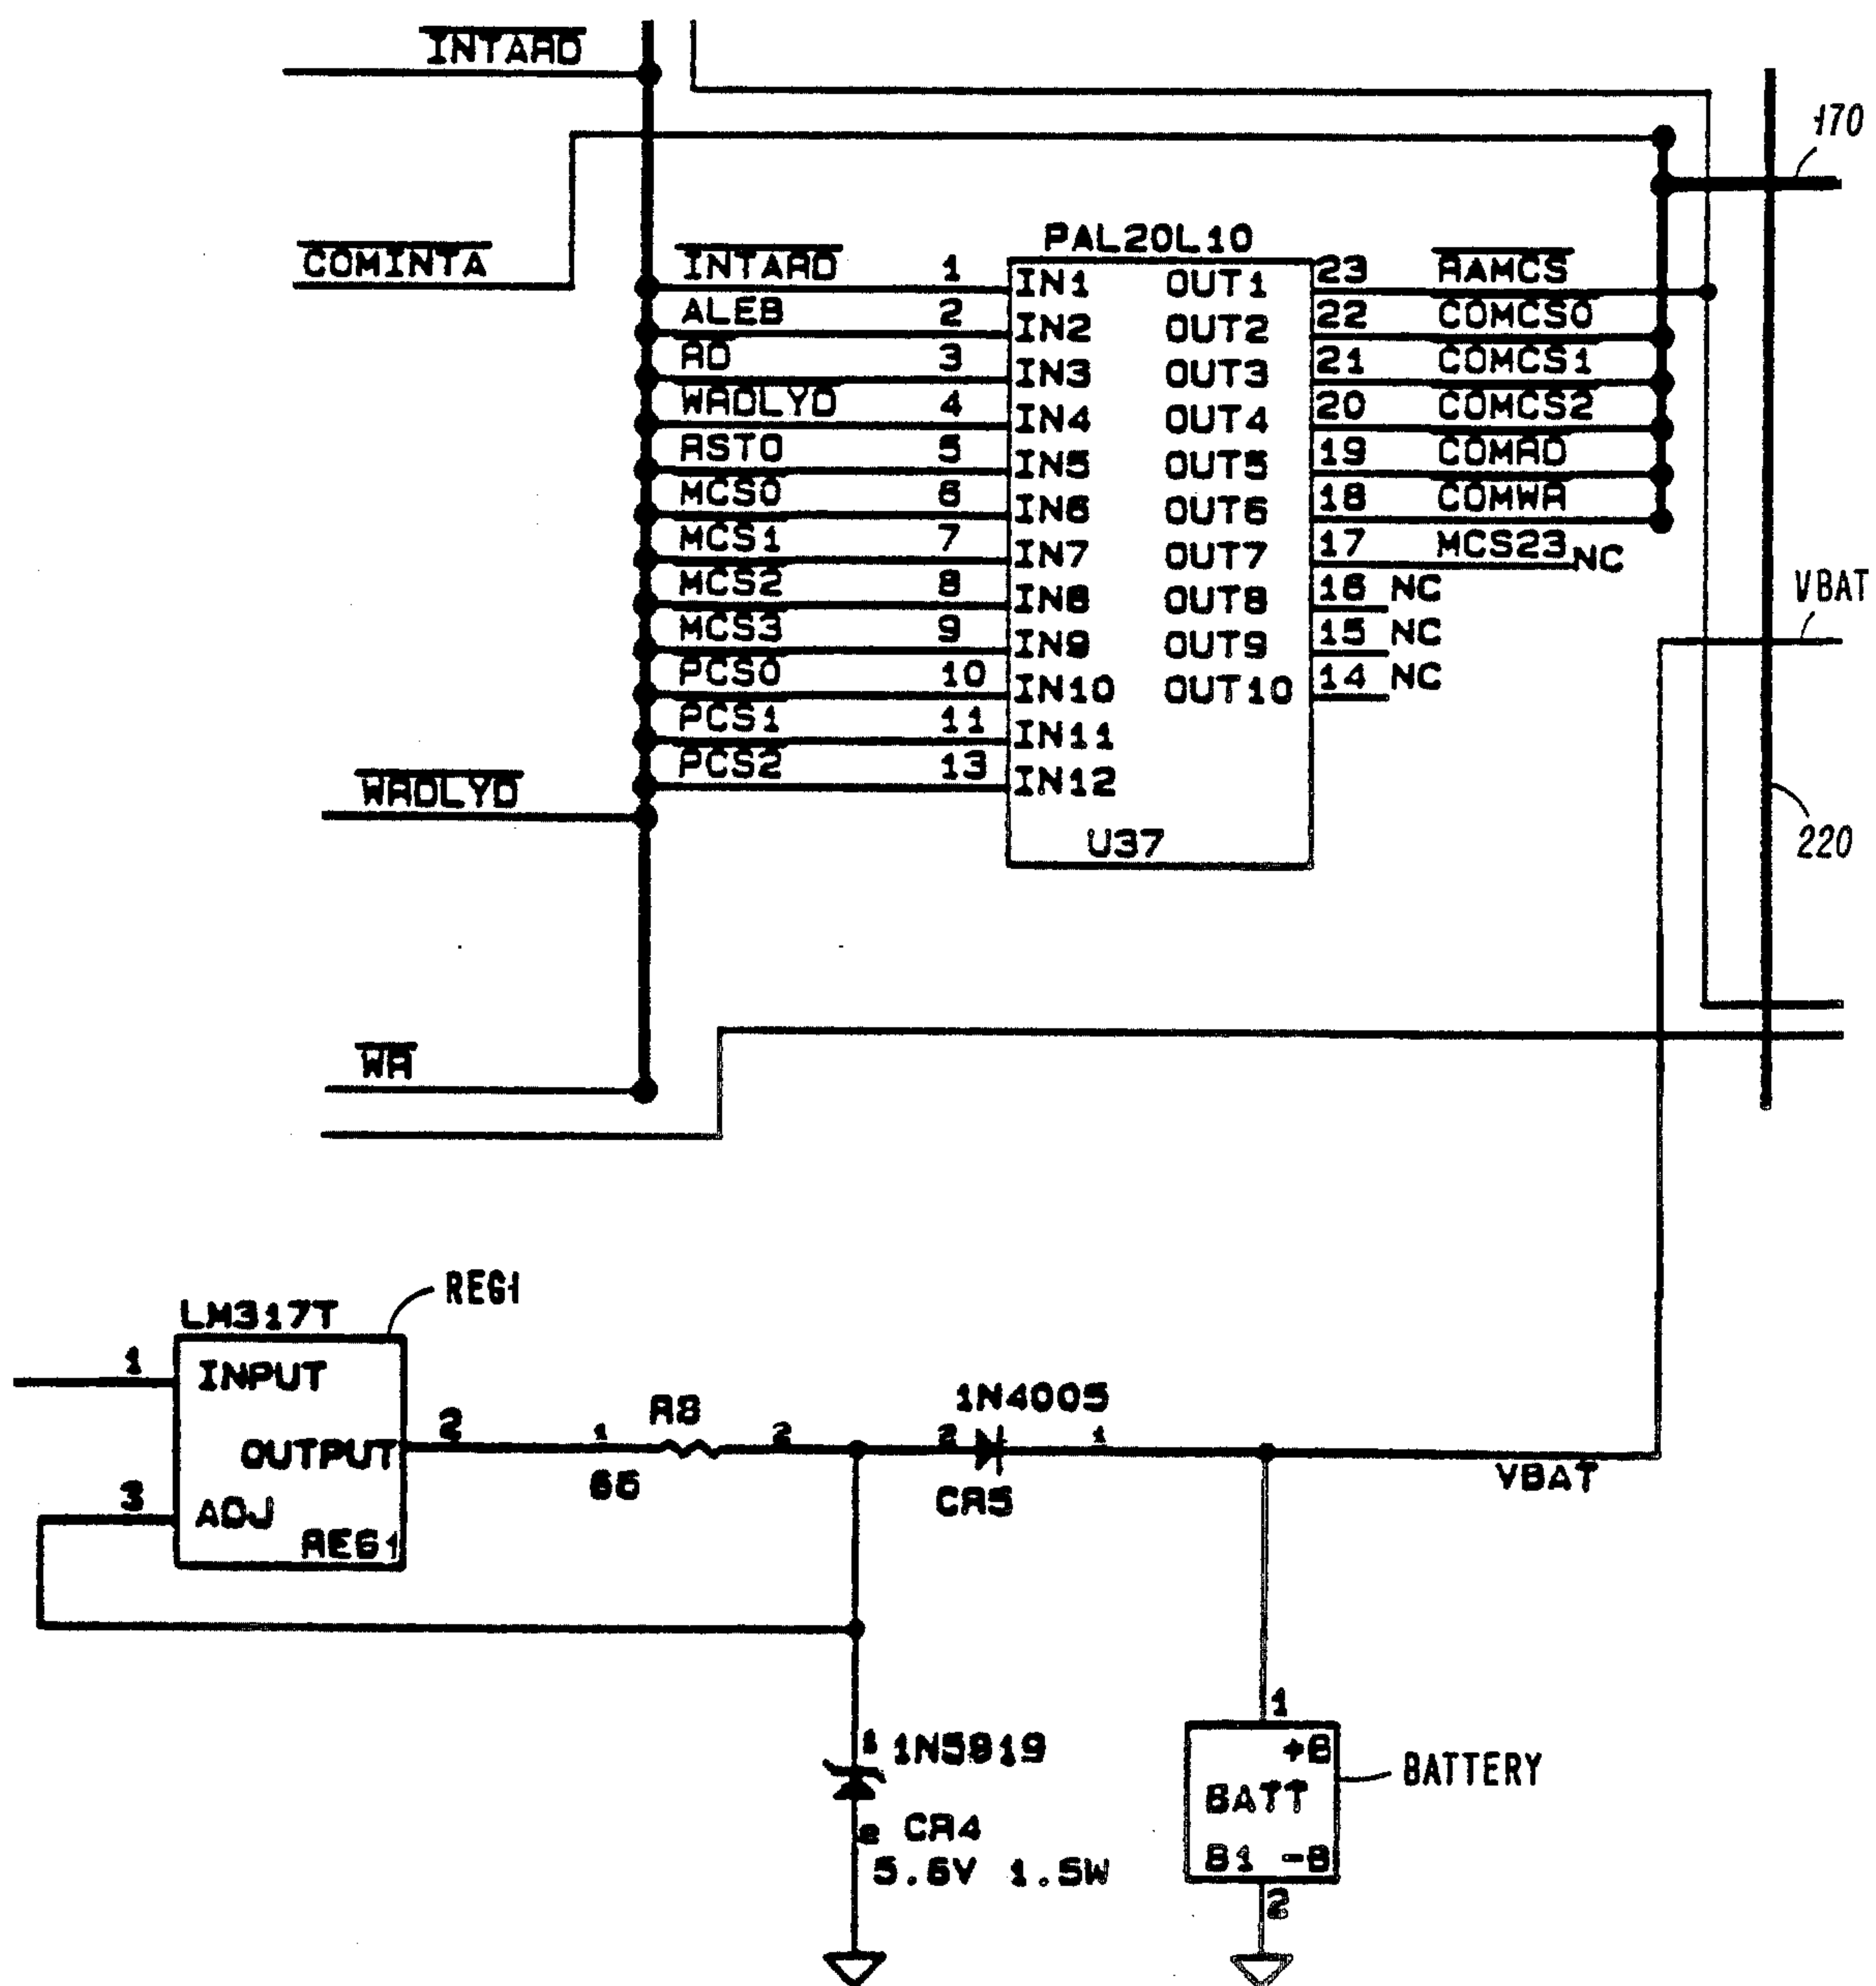 INTARD
170
COMINTA
PAL20L10
INTARD 1 IN1 OUT1 23 RAMCS
ALEB 2 IN2 OUT2 22 COMCS0
RD 3 IN3 OUT3 21 COMCS1
WRDLYD 4 IN4 OUT4 20 COMCS2
RST0 5 IN5 OUT5 19 COMRD
MCS0 6 IN6 OUT6 18 COMWR
MCS1 7 IN7 OUT7 17 MCS23 NC
MCS2 8 IN8 OUT8 16 NC
MCS3 9 IN9 OUT9 15 NC
PCS0 10 IN10 OUT10 14 NC
PCS1 11 IN11
PCS2 13 IN12
VBAT
WRDLYD
U37
220
WR
REG1
LM317T
1 INPUT
2 OUTPUT
3 ADJ
REG1
R8
1 2
1N4005
2 1
CR5
VBAT
1
1N5919
2 CR4
5.6V 1.5W
1
+B
BATT
B1 -B
2
BATTERY